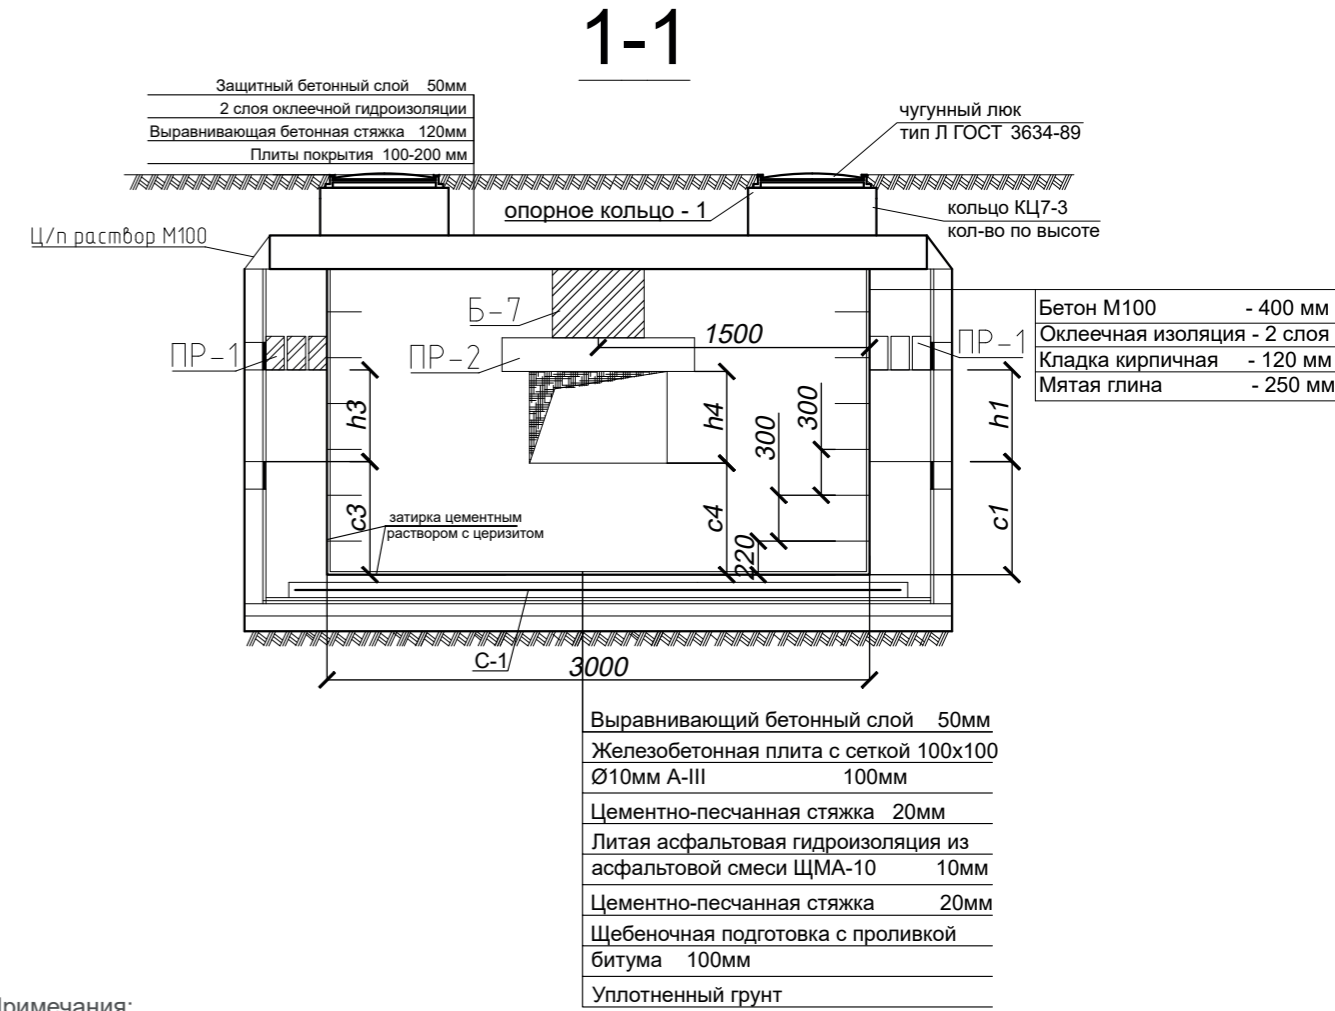 1-1
Защитный бетонный слой 50мм
2 слоя оклеечной гидроизоляции
Выравнивающая бетонная стяжка 120мм
Плиты покрытия 100-200 мм
чугунный люк
тип Л ГОСТ 3634-89
опорное кольцо - 1
кольцо КЦ7-3
кол-во по высоте
Ц/п раствор М100
Бетон М100 - 400 мм
Оклеечная изоляция - 2 слоя
Кладка кирпичная - 120 мм
Мятая глина - 250 мм
Б-7
1500
ПР-1
ПР-2
ПР-1
h3
h4
300
300
h1
c3
затирка цементным
раствором с церизитом
c4
220
c1
С-1
3000
Выравнивающий бетонный слой 50мм
Железобетонная плита с сеткой 100х100
Ø10мм А-III 100мм
Цементно-песчанная стяжка 20мм
Литая асфальтовая гидроизоляция из
асфальтовой смеси ЩМА-10 10мм
Цементно-песчанная стяжка 20мм
Щебеночная подготовка с проливкой
битума 100мм
Уплотненный грунт
римечания: